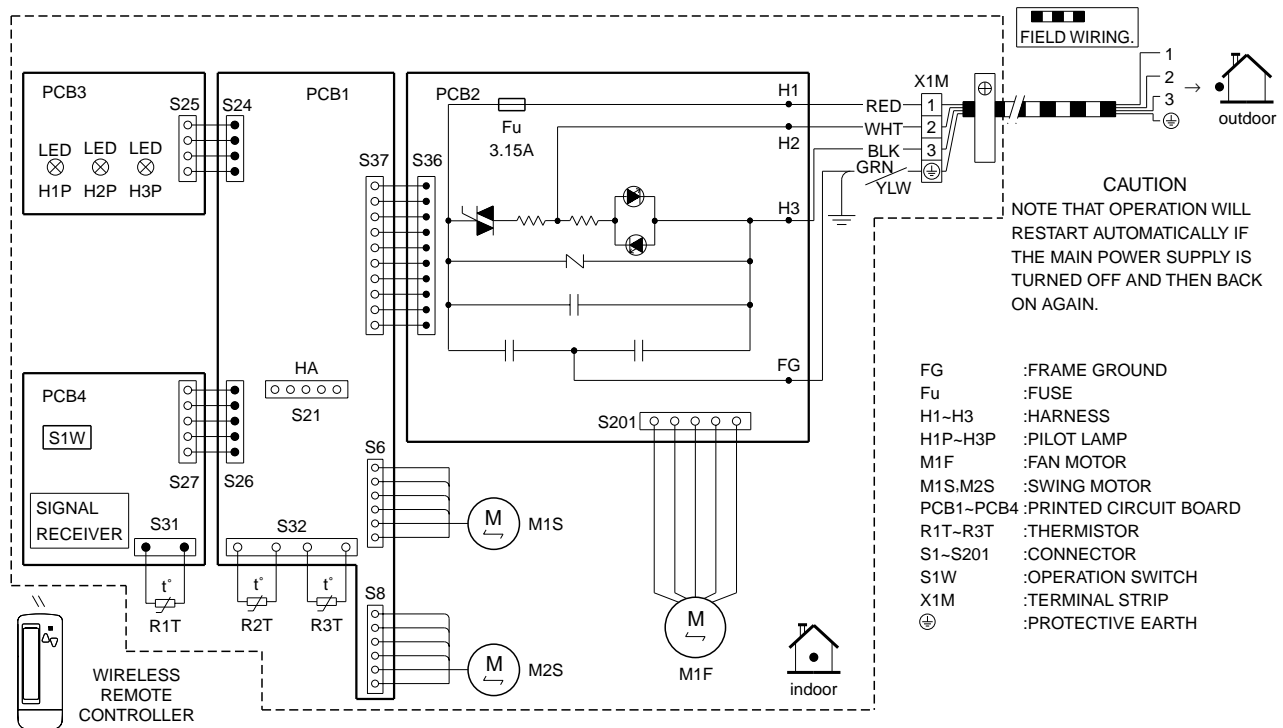 FIELD WIRING.
1
2
3
→ outdoor
PCB3
S25
S24
PCB1
PCB2
Fu
3.15A
H1
H2
H3
X1M
RED 1
WHT 2
BLK 3
GRN
YLW
LED LED LED
H1P H2P H3P
S37
S36
CAUTION
NOTE THAT OPERATION WILL
RESTART AUTOMATICALLY IF
THE MAIN POWER SUPPLY IS
TURNED OFF AND THEN BACK
ON AGAIN.
FG
HA
S21
PCB4
S1W
S27
S26
SIGNAL
RECEIVER
S31
S32
S201
S6
M
M1S
S8
M
M2S
M
M1F
t°
R1T
t°
R2T
t°
R3T
WIRELESS
REMOTE
CONTROLLER
indoor
FG :FRAME GROUND
Fu :FUSE
H1~H3 :HARNESS
H1P~H3P :PILOT LAMP
M1F :FAN MOTOR
M1S,M2S :SWING MOTOR
PCB1~PCB4 :PRINTED CIRCUIT BOARD
R1T~R3T :THERMISTOR
S1~S201 :CONNECTOR
S1W :OPERATION SWITCH
X1M :TERMINAL STRIP
:PROTECTIVE EARTH